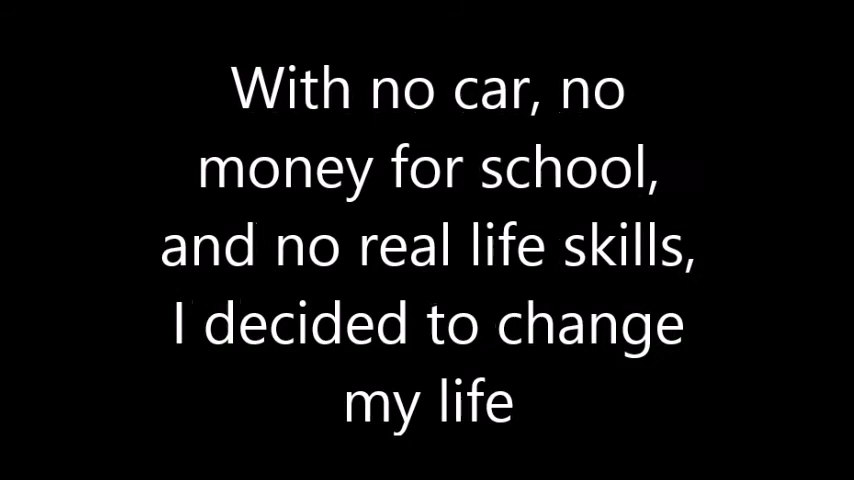 With no car, no
money for school,
and no real life skills,
I decided to change
my life